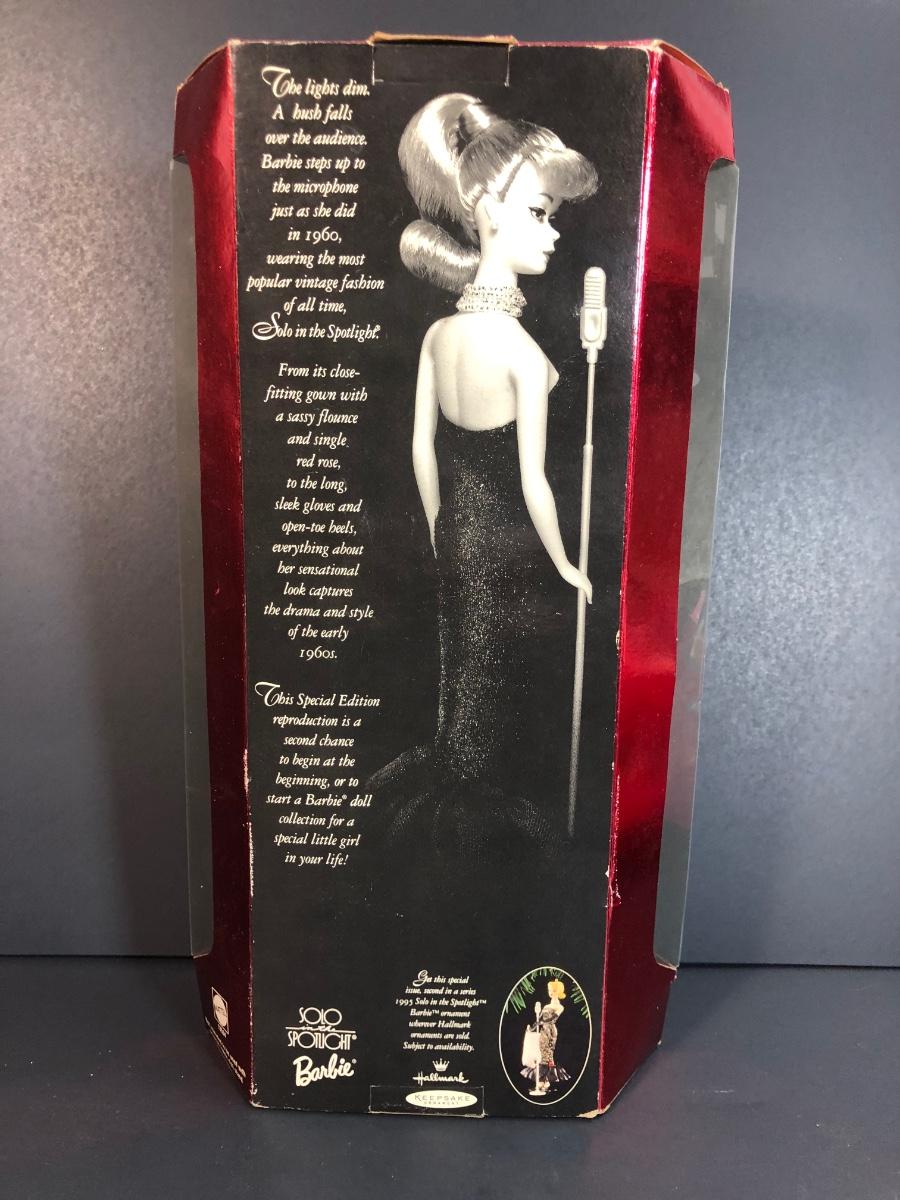 The lights dim.
A hush falls
over the audience.
Barbie steps up to
the microphone
just as she did
in 1960,
wearing the most
popular vintage fashion
of all time,
Solo in the Spotlight®.
From its close-
fitting gown with
a sassy flounce
and single
red rose,
to the long,
sleek gloves and
open-toe heels,
everything about
her sensational
look captures
the drama and style
of the early
1960s.
This Special Edition
reproduction is a
second chance
to begin at the
beginning, or to
start a Barbie® doll
collection for a
special little girl
in your life!
SOLO
in the
SPOTLIGHT®
Barbie®
Get this special
issue, second in a series
1995 Solo in the Spotlight™
Barbie™ ornament
wherever Hallmark
ornaments are sold.
Subject to availability.
Hallmark
KEEPSAKE
ORNAMENT